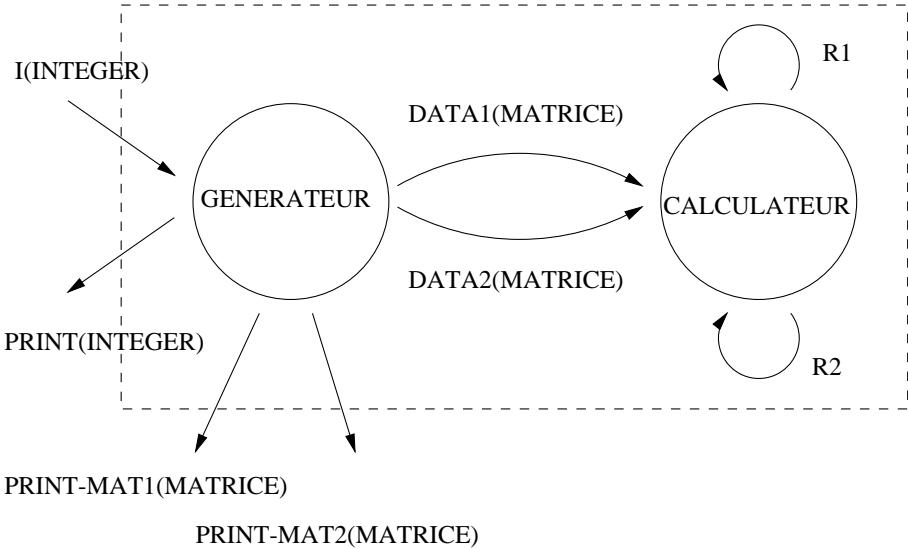 I(INTEGER)
R1
DATA1(MATRICE)
GENERATEUR
CALCULATEUR
DATA2(MATRICE)
PRINT(INTEGER)
R2
PRINT-MAT1(MATRICE)
PRINT-MAT2(MATRICE)